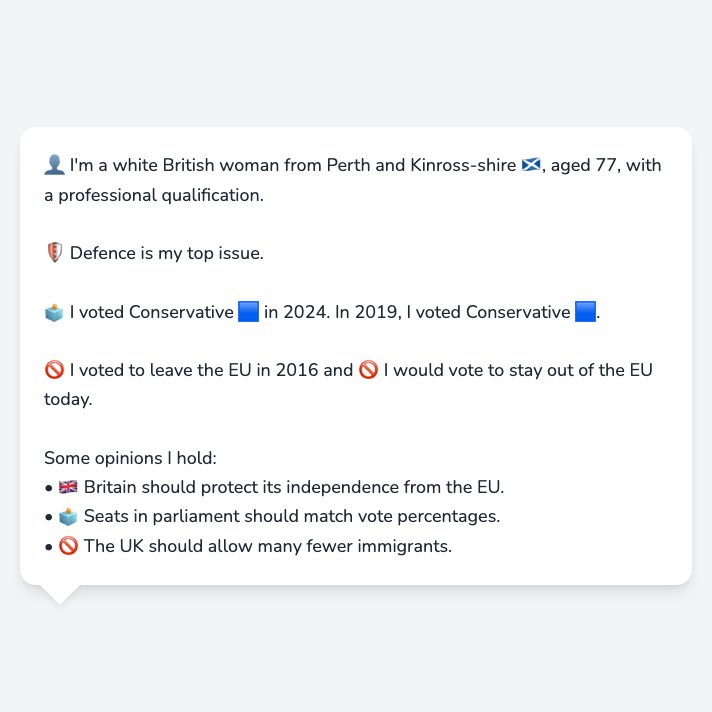 👤 I'm a white British woman from Perth and Kinross-shire 🏴󠁧󠁢󠁳󠁣󠁴󠁿, aged 77, with
a professional qualification.
🛡️ Defence is my top issue.
🗳️ I voted Conservative 🟦 in 2024. In 2019, I voted Conservative 🟦.
🚫 I voted to leave the EU in 2016 and 🚫 I would vote to stay out of the EU
today.
Some opinions I hold:
• 🇬🇧 Britain should protect its independence from the EU.
• 🗳️ Seats in parliament should match vote percentages.
• 🚫 The UK should allow many fewer immigrants.